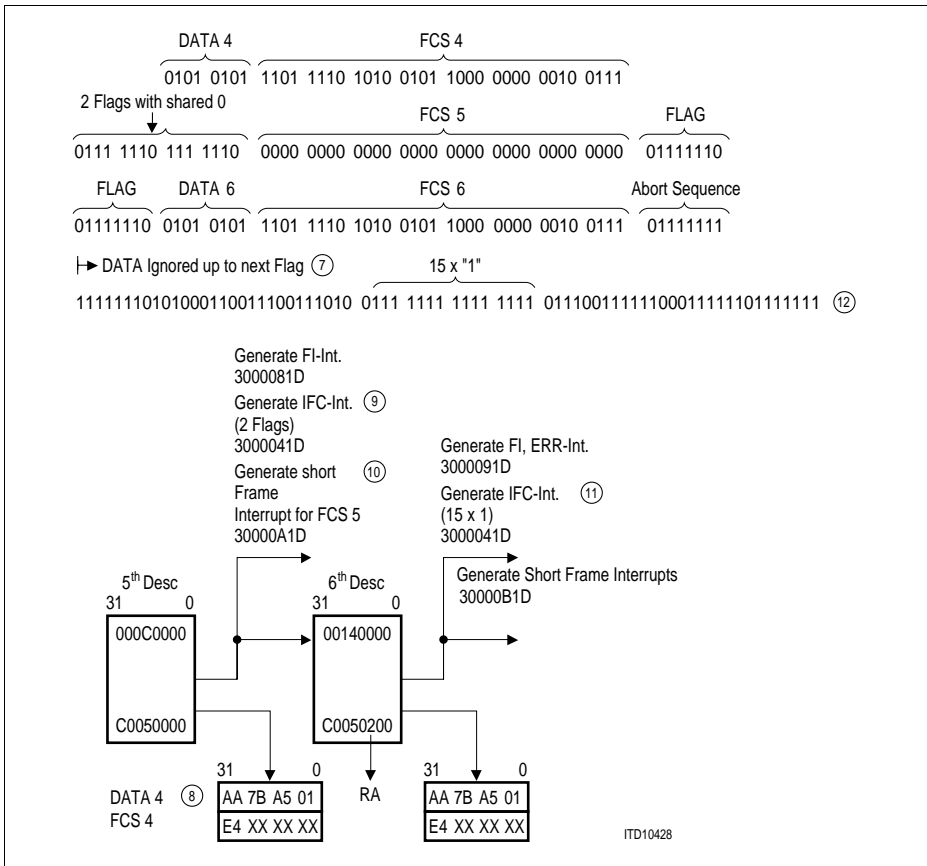 DATA 4 FCS 4
0101 0101 1101 1110 1010 0101 1000 0000 0010 0111
2 Flags with shared 0
FCS 5 FLAG
0111 1110 111 1110 0000 0000 0000 0000 0000 0000 0000 0000 01111110
FLAG DATA 6 FCS 6 Abort Sequence
01111110 0101 0101 1101 1110 1010 0101 1000 0000 0010 0111 01111111
DATA Ignored up to next Flag 7 15 x "1"
1111111010100011001110011101 0 0111 1111 1111 1111 01110011111100011111101111111 12
Generate FI-Int.
3000081D
Generate IFC-Int. 9
(2 Flags)
3000041D
Generate short 10
Frame
Interrupt for FCS 5
30000A1D
Generate FI, ERR-Int.
3000091D
Generate IFC-Int. 11
(15 x 1)
3000041D
Generate Short Frame Interrupts
30000B1D
5th Desc
31 0
000C0000
C0050000
6th Desc
31 0
00140000
C0050200
DATA 4 8
FCS 4
31 0
AA 7B A5 01
E4 XX XX XX
RA
31 0
AA 7B A5 01
E4 XX XX XX
ITD10428